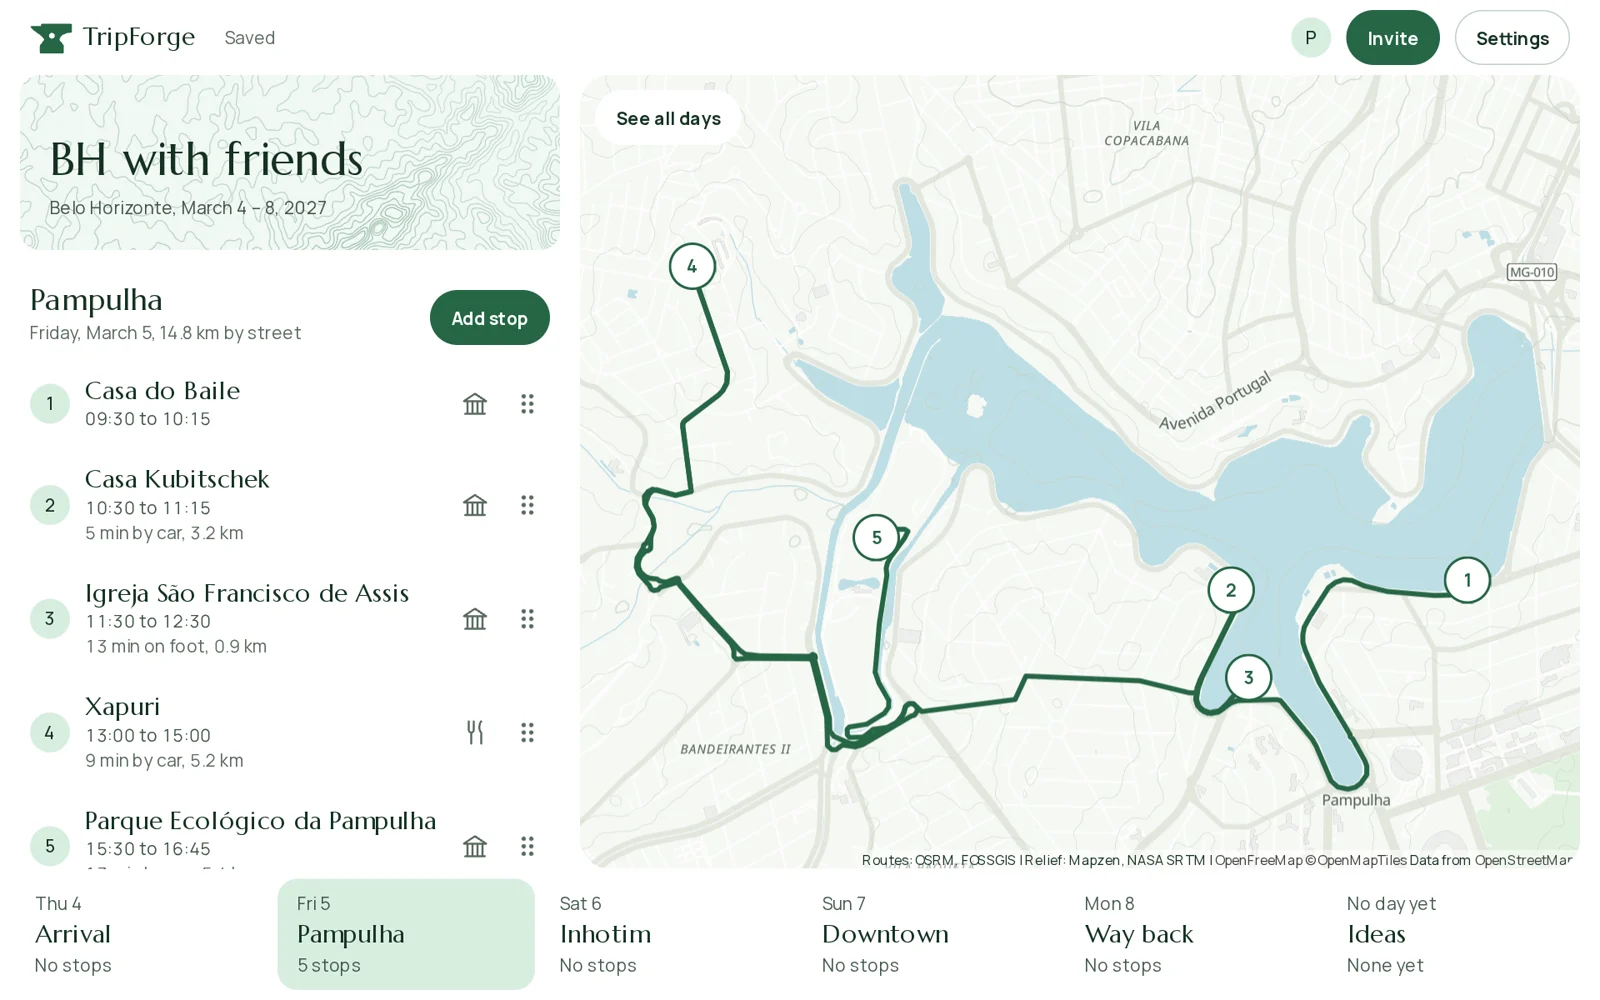 TripForge
Saved
P
Invite
Settings
BH with friends
Belo Horizonte, March 4 – 8, 2027
Pampulha
Friday, March 5, 14.8 km by street
Add stop
1
Casa do Baile
09:30 to 10:15
2
Casa Kubitschek
10:30 to 11:15
5 min by car, 3.2 km
3
Igreja São Francisco de Assis
11:30 to 12:30
13 min on foot, 0.9 km
4
Xapuri
13:00 to 15:00
9 min by car, 5.2 km
5
Parque Ecológico da Pampulha
15:30 to 16:45
See all days
VILA
COPACABANA
MG-010
Avenida Portugal
4
5
2
1
3
BANDEIRANTES II
Pampulha
Routes: OSRM, FOSSGIS | Relief: Mapzen, NASA SRTM | OpenFreeMap © OpenMapTiles Data from OpenStreetMap
Thu 4
Arrival
No stops
Fri 5
Pampulha
5 stops
Sat 6
Inhotim
No stops
Sun 7
Downtown
No stops
Mon 8
Way back
No stops
No day yet
Ideas
None yet